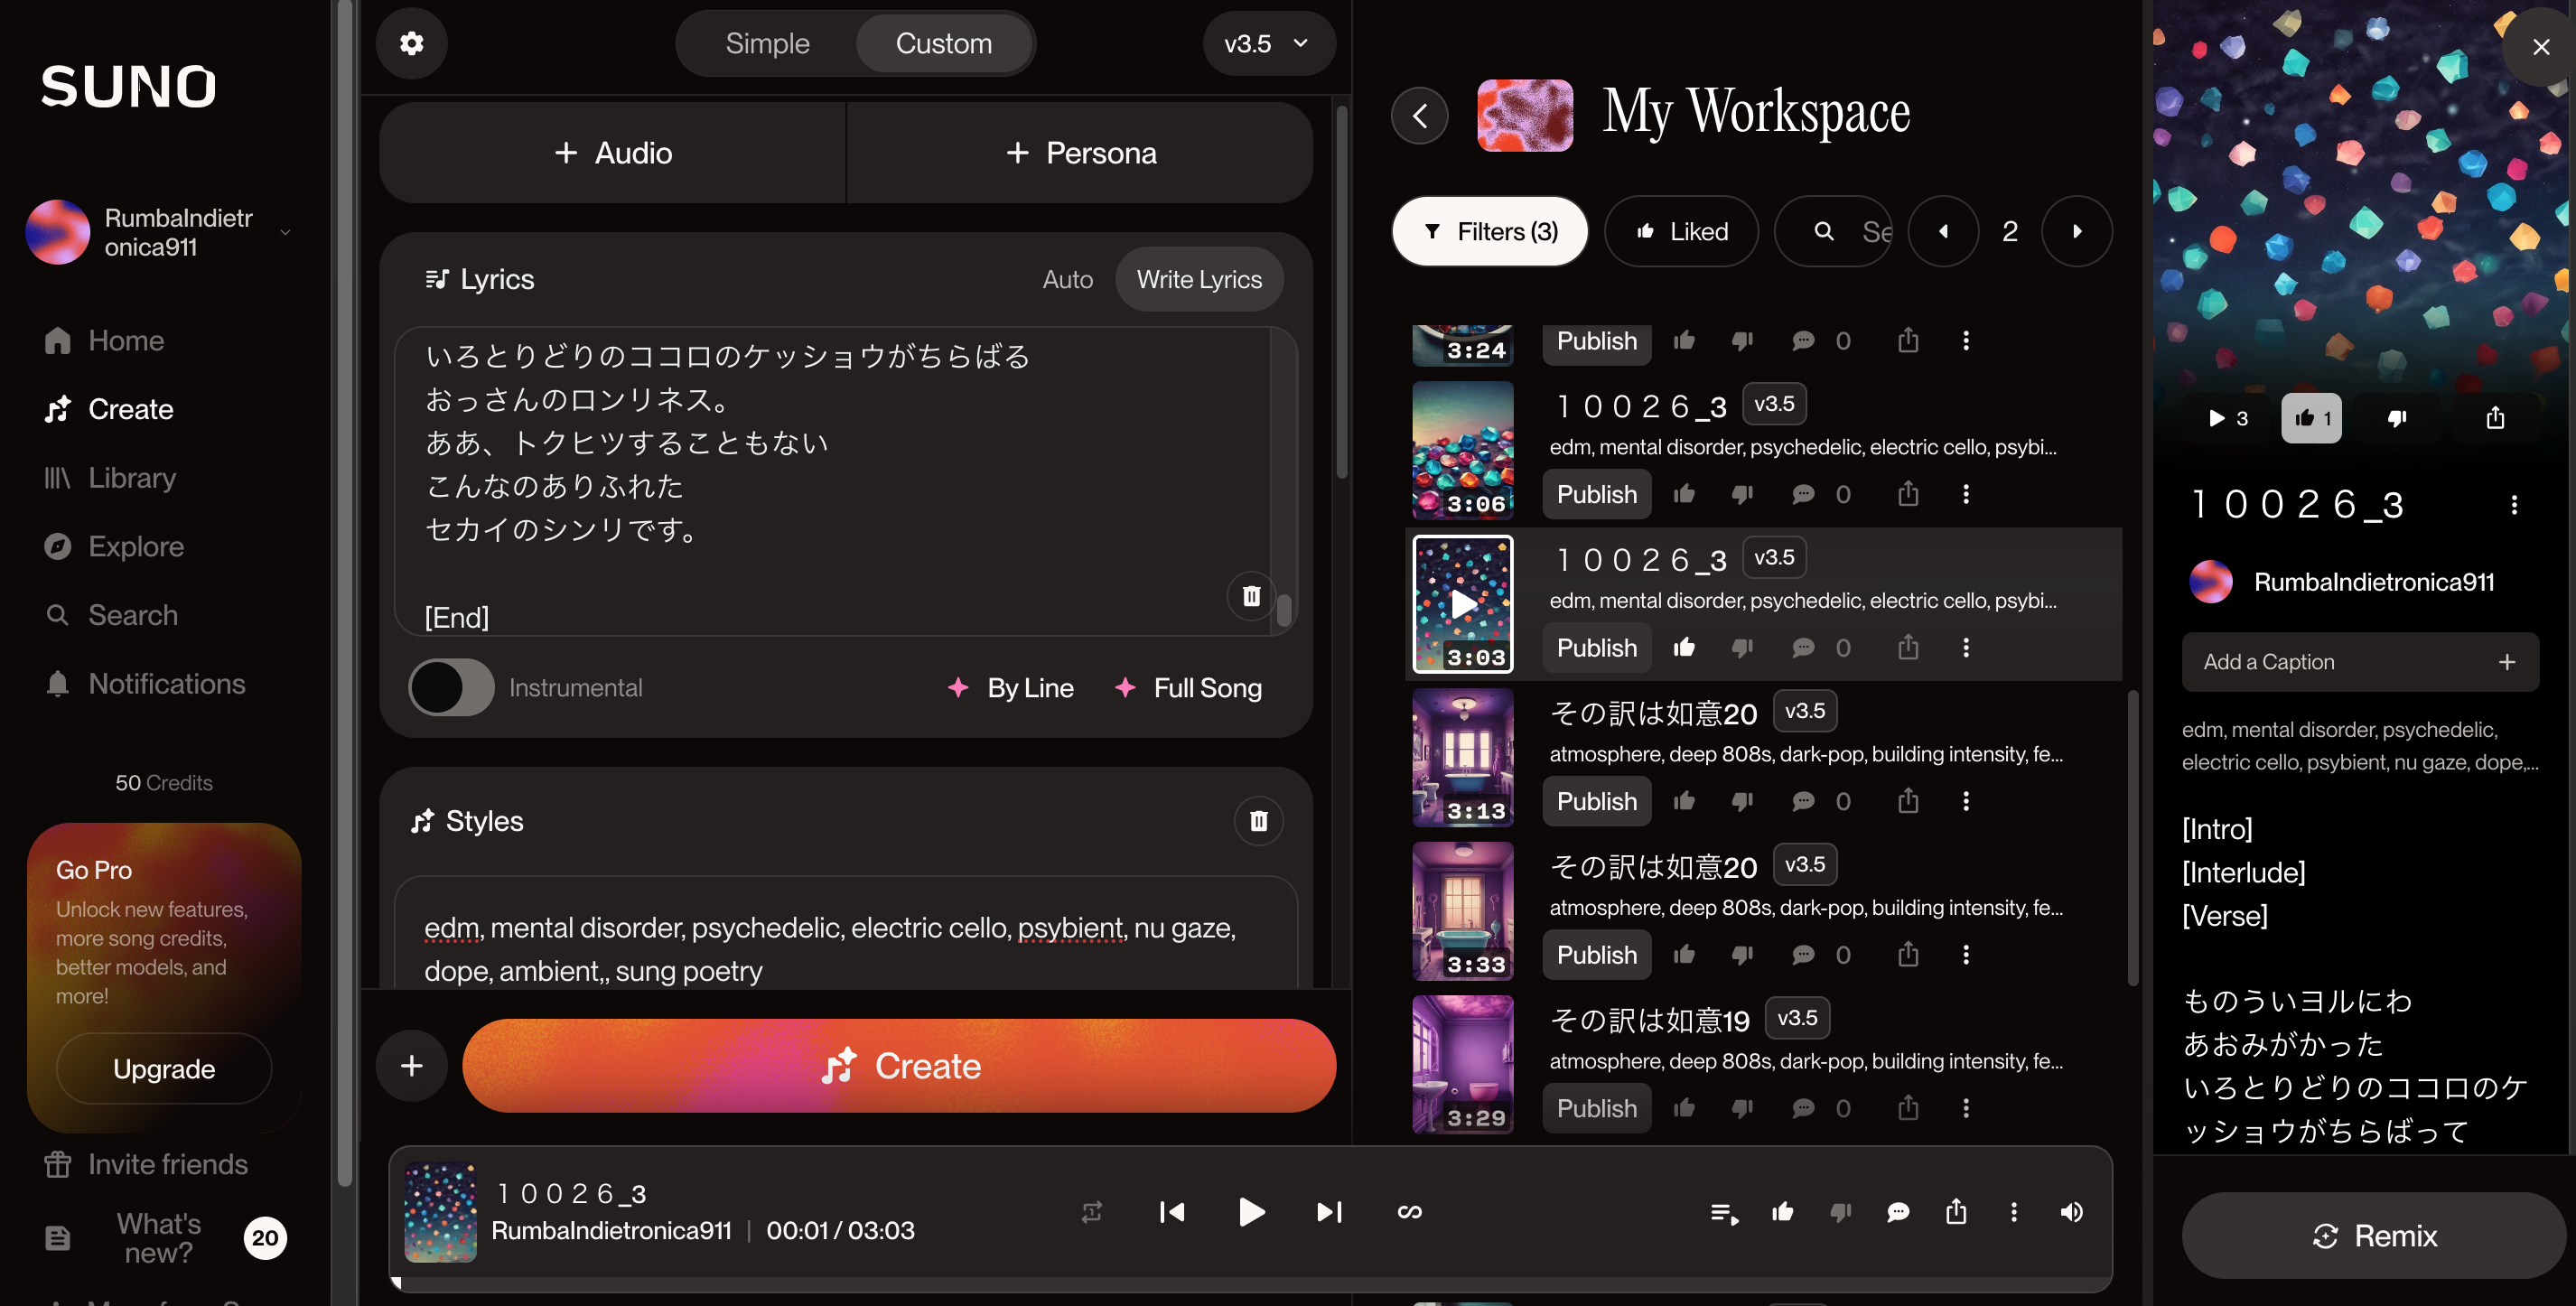 SUNO
RumbaIndietr
onica911
Home
Create
Library
Explore
Search
Notifications
50 Credits
Go Pro
Unlock new features,
more song credits,
better models, and
more!
Upgrade
Invite friends
What's
new?
20
Simple
Custom
v3.5
+ Audio
+ Persona
Lyrics
Auto
Write Lyrics
いろとりどりのココロのケッショウがちらばる
おっさんのロンリネス。
ああ、トクヒツすることもない
こんなのありふれた
セカイのシンリです。
[End]
Instrumental
By Line
Full Song
Styles
edm, mental disorder, psychedelic, electric cello, psybient, nu gaze,
dope, ambient,, sung poetry
+
Create
My Workspace
Filters (3)
Liked
Se
2
3:24
Publish
0
１００２６_3
v3.5
edm, mental disorder, psychedelic, electric cello, psybi...
3:06
Publish
0
１００２６_3
v3.5
edm, mental disorder, psychedelic, electric cello, psybi...
3:03
Publish
0
その訳は如意20
v3.5
atmosphere, deep 808s, dark-pop, building intensity, fe...
3:13
Publish
0
その訳は如意20
v3.5
atmosphere, deep 808s, dark-pop, building intensity, fe...
3:33
Publish
0
その訳は如意19
v3.5
atmosphere, deep 808s, dark-pop, building intensity, fe...
3:29
Publish
0
１００２６_3
RumbaIndietronica911 | 00:01 / 03:03
3
1
１００２６_3
RumbaIndietronica911
Add a Caption
+
edm, mental disorder, psychedelic,
electric cello, psybient, nu gaze, dope,...
[Intro]
[Interlude]
[Verse]
ものういヨルにわ
あおみがかった
いろとりどりのココロのケ
ッショウがちらばって
Remix